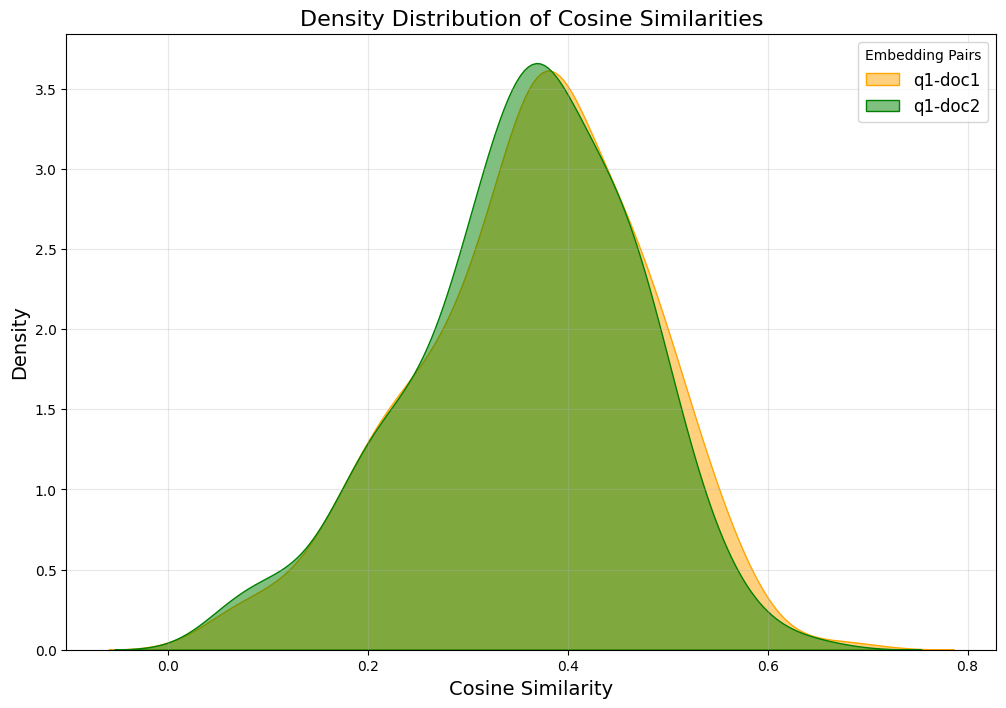 Density Distribution of Cosine Similarities
Embedding Pairs
q1-doc1
q1-doc2
3.5
3.0
2.5
2.0
1.5
1.0
0.5
0.0
Density
0.0 0.2 0.4 0.6 0.8
Cosine Similarity